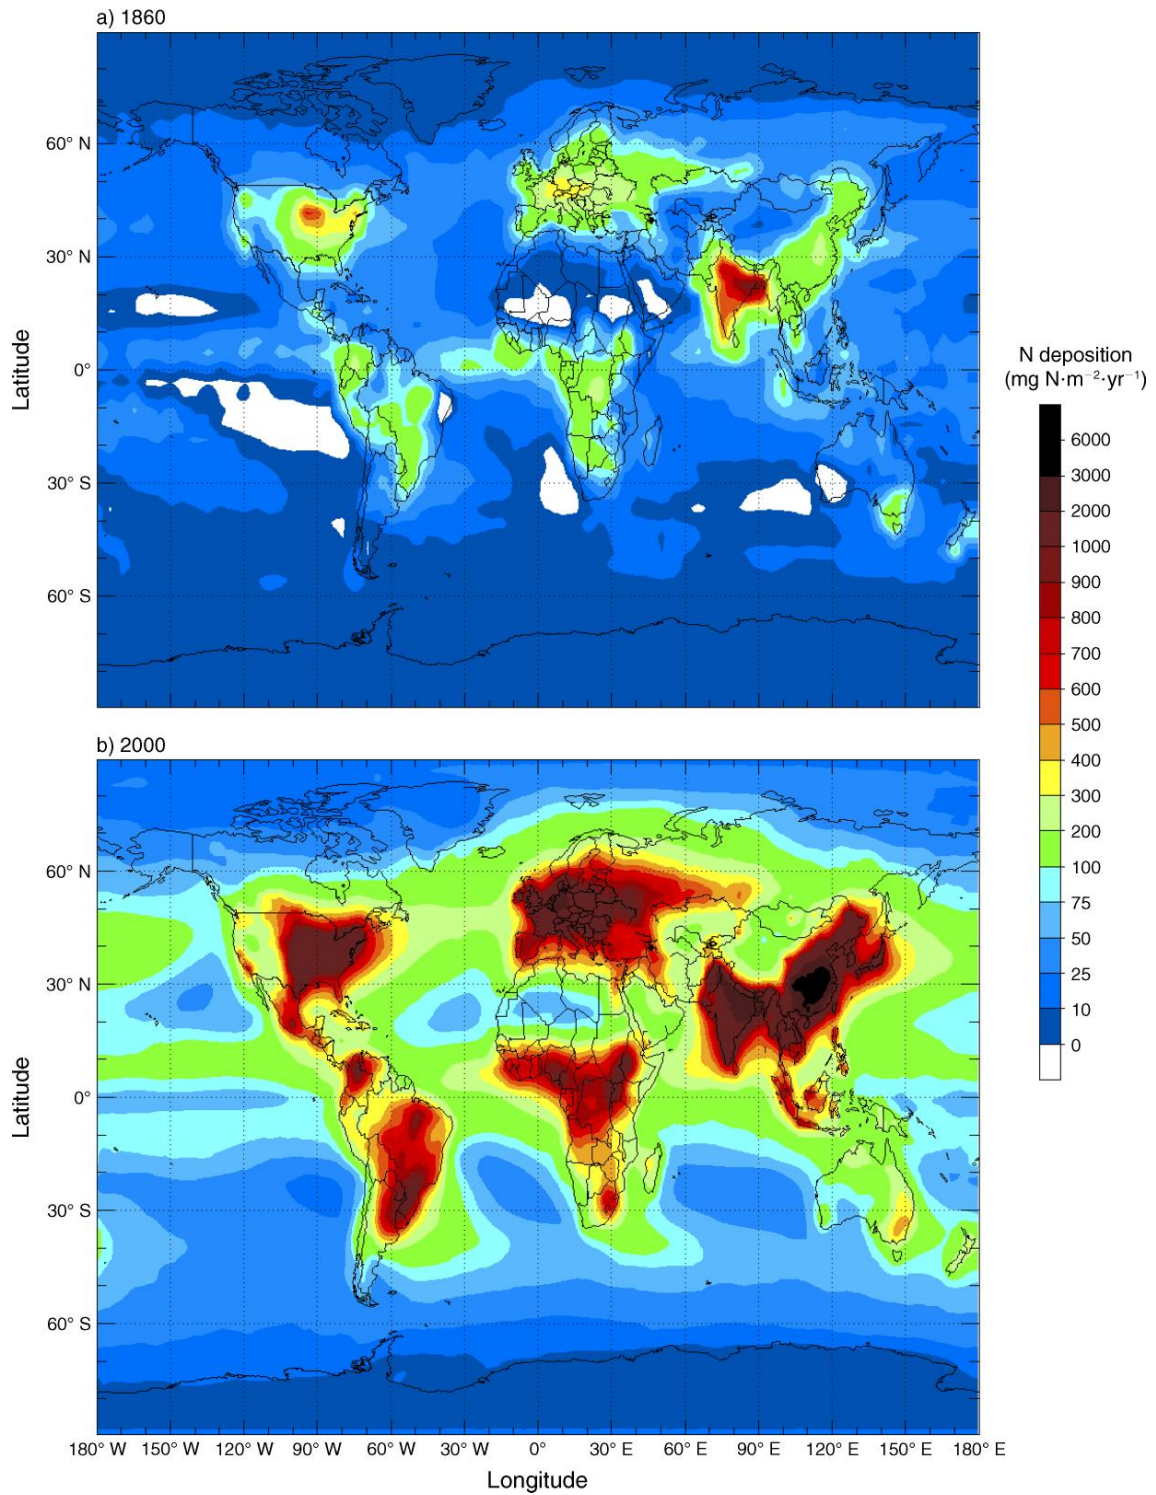 a) 1860
60° N
30° N
0°
30° S
60° S
Latitude
N deposition
(mg N·m⁻²·yr⁻¹)
6000
3000
2000
1000
900
800
700
600
500
400
300
200
100
75
50
25
10
0
b) 2000
60° N
30° N
0°
30° S
60° S
Latitude
180° W 150° W 120° W 90° W 60° W 30° W 0° 30° E 60° E 90° E 120° E 150° E 180° E
Longitude